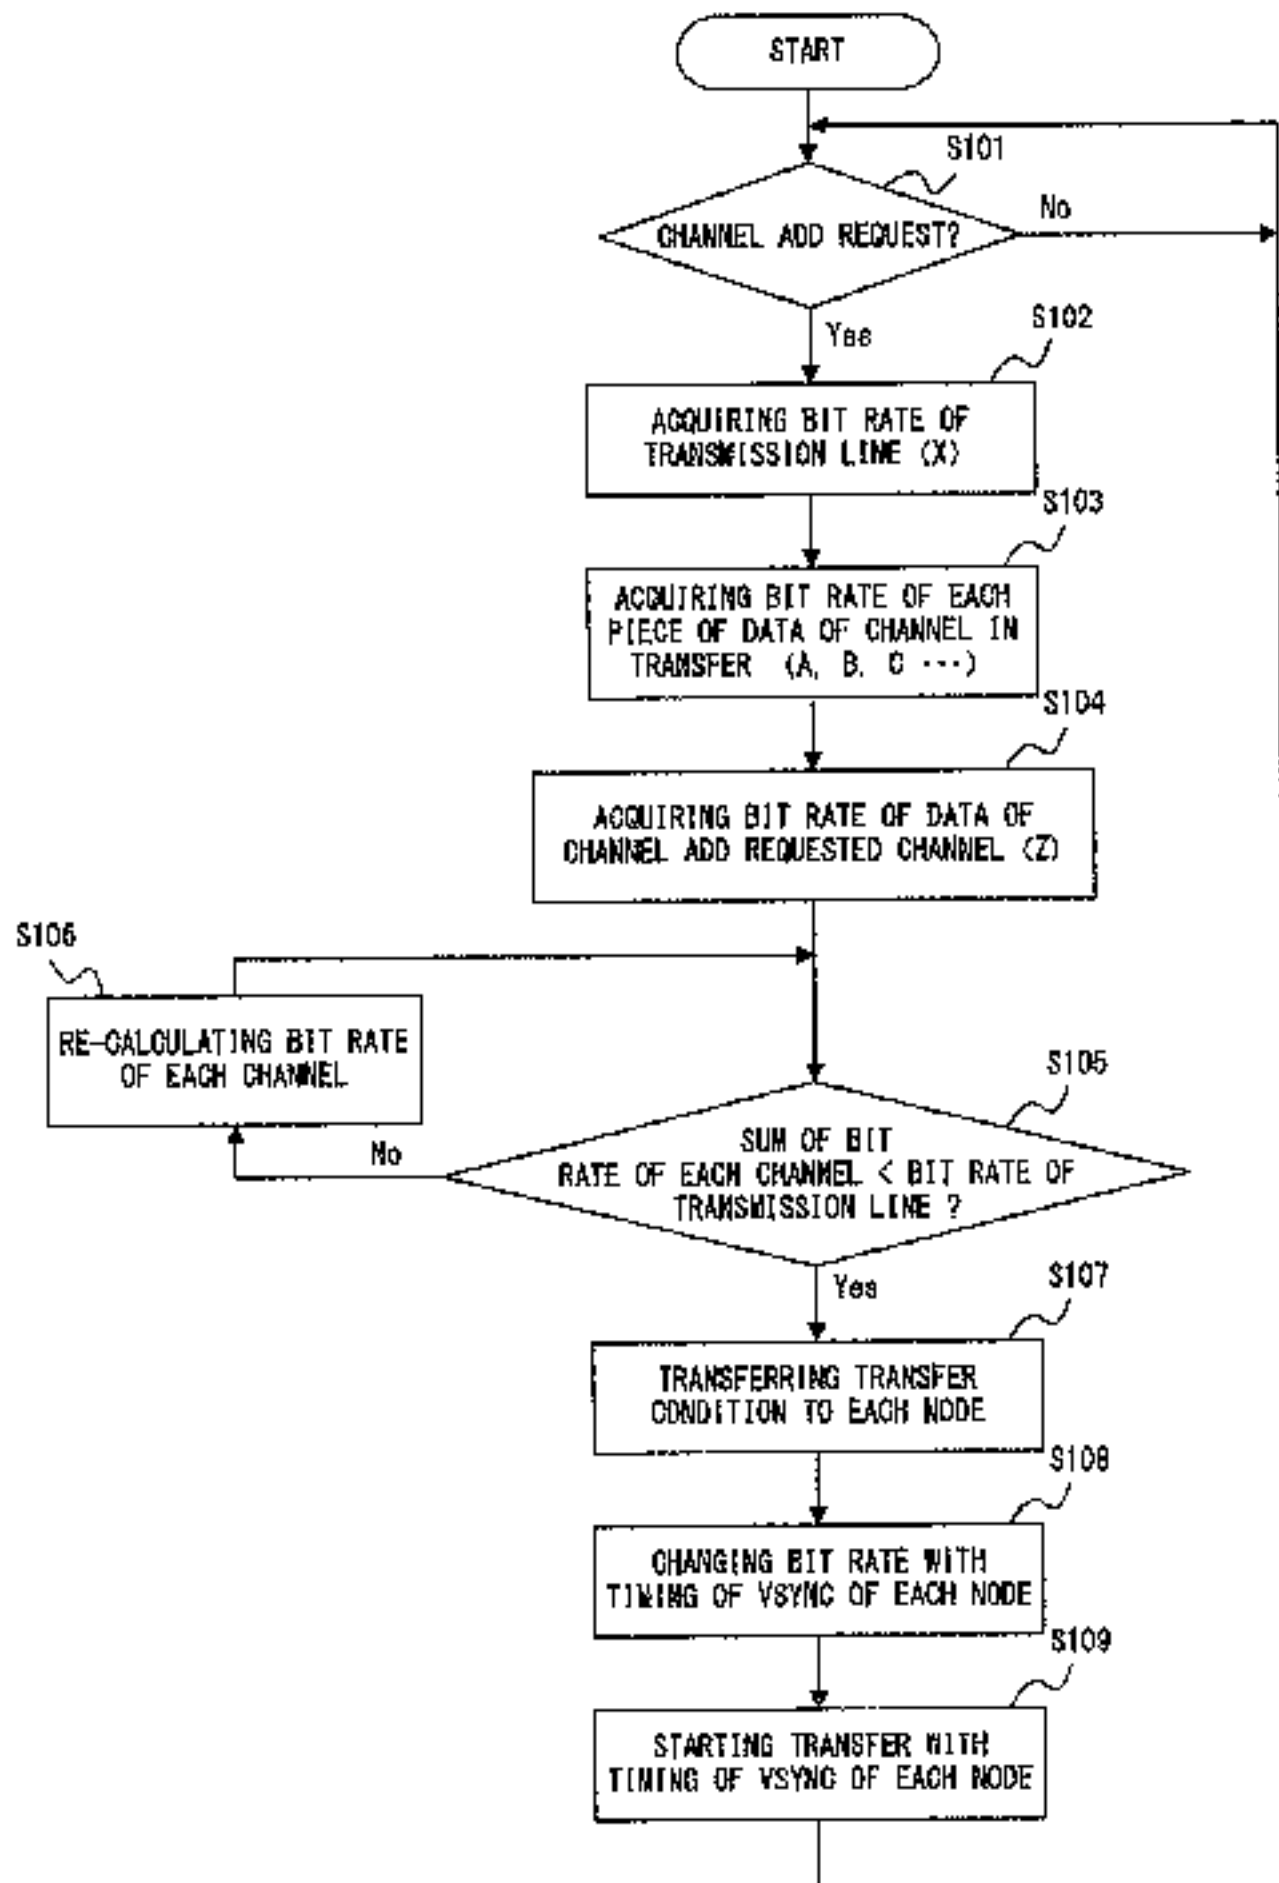 START
S101
CHANNEL ADD REQUEST?
No
Yes
S102
ACQUIRING BIT RATE OF
TRANSMISSION LINE (X)
S103
ACQUIRING BIT RATE OF EACH
PIECE OF DATA OF CHANNEL IN
TRANSFER (A, B, C ···)
S104
ACQUIRING BIT RATE OF DATA OF
CHANNEL ADD REQUESTED CHANNEL (Z)
S106
RE-CALCULATING BIT RATE
OF EACH CHANNEL
S105
No
SUM OF BIT
RATE OF EACH CHANNEL < BIT RATE OF
TRANSMISSION LINE ?
Yes
S107
TRANSFERRING TRANSFER
CONDITION TO EACH NODE
S108
CHANGING BIT RATE WITH
TIMING OF VSYNC OF EACH NODE
S109
STARTING TRANSFER WITH
TIMING OF VSYNC OF EACH NODE